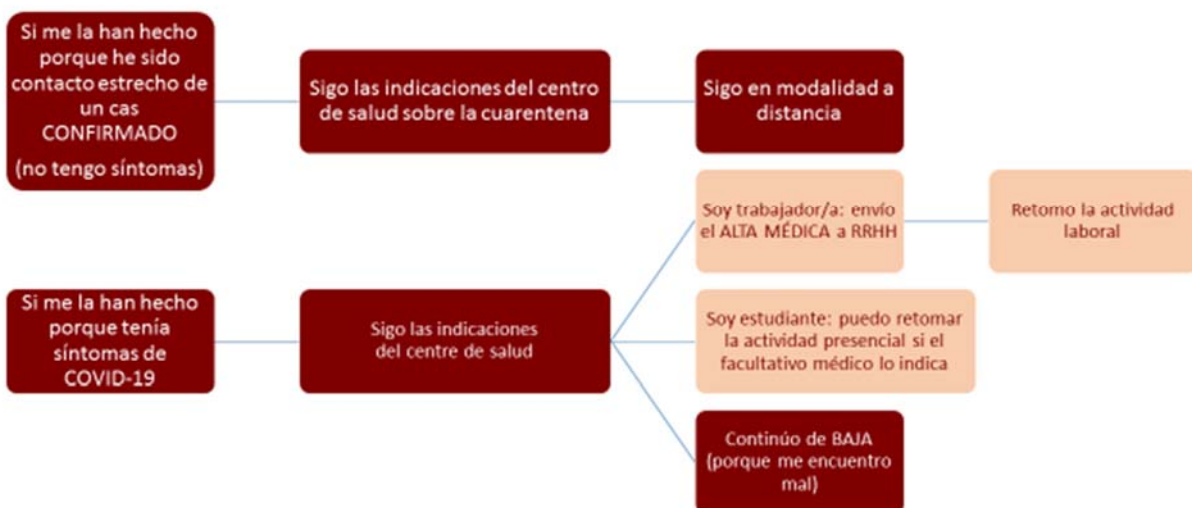 Si me la han hecho
porque he sido
contacto estrecho de
un cas
CONFIRMADO
(no tengo síntomas)
Sigo las indicaciones del centro
de salud sobre la cuarentena
Sigo en modalidad a
distancia
Soy trabajador/a: envío
el ALTA MÉDICA a RRHH
Retorno la actividad
laboral
Si me la han hecho
porque tenía
síntomas de
COVID-19
Sigo las indicaciones
del centre de salud
Soy estudiante: puedo retomar
la actividad presencial si el
facultativo médico lo indica
Continúo de BAJA
(porque me encuentro
mal)